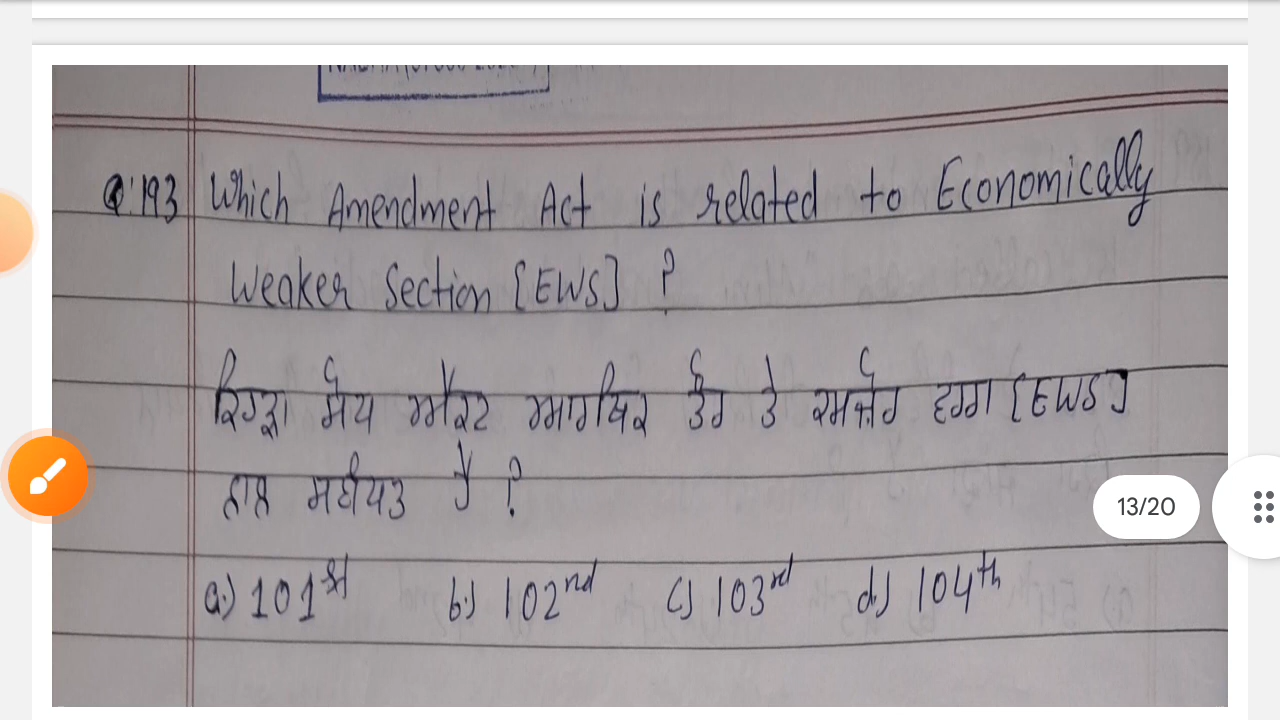 Q.193 Which Amendment Act is related to Economically
Weaker Section [EWS] ?
ਕਿਹੜਾ ਸੋਧ ਐਕਟ ਆਰਥਿਕ ਤੌਰ ਤੇ ਕਮਜ਼ੋਰ ਵਰਗ [EWS]
ਨਾਲ ਸਬੰਧਤ ਹੈ ?
a.) 101st b.) 102nd c) 103rd d) 104th
13/20